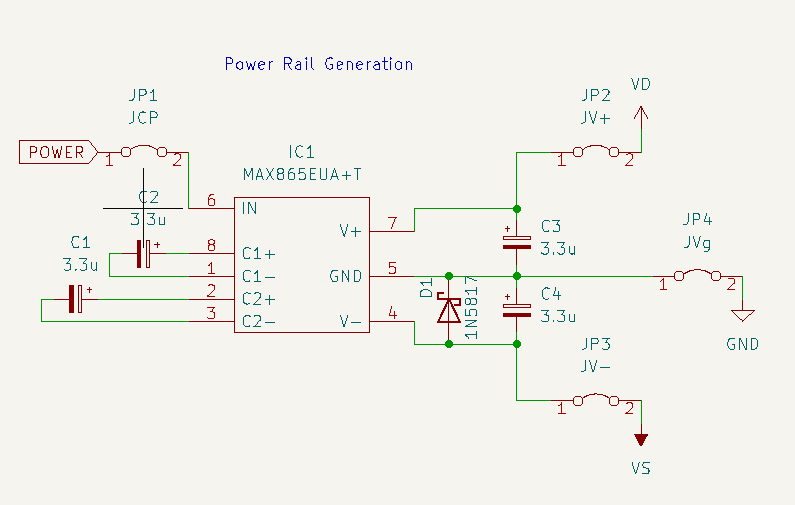 Power Rail Generation
JP1
JCP
POWER
1
2
IC1
MAX865EUA+T
6
IN
8
C1+
1
C1-
2
C2+
3
C2-
V+
7
GND
5
V-
4
C2
3.3u
+
C1
3.3u
+
D1
1N5817
+
C3
3.3u
+
C4
3.3u
JP2
JV+
1
2
VD
JP4
JVg
1
2
GND
JP3
JV-
1
2
VS